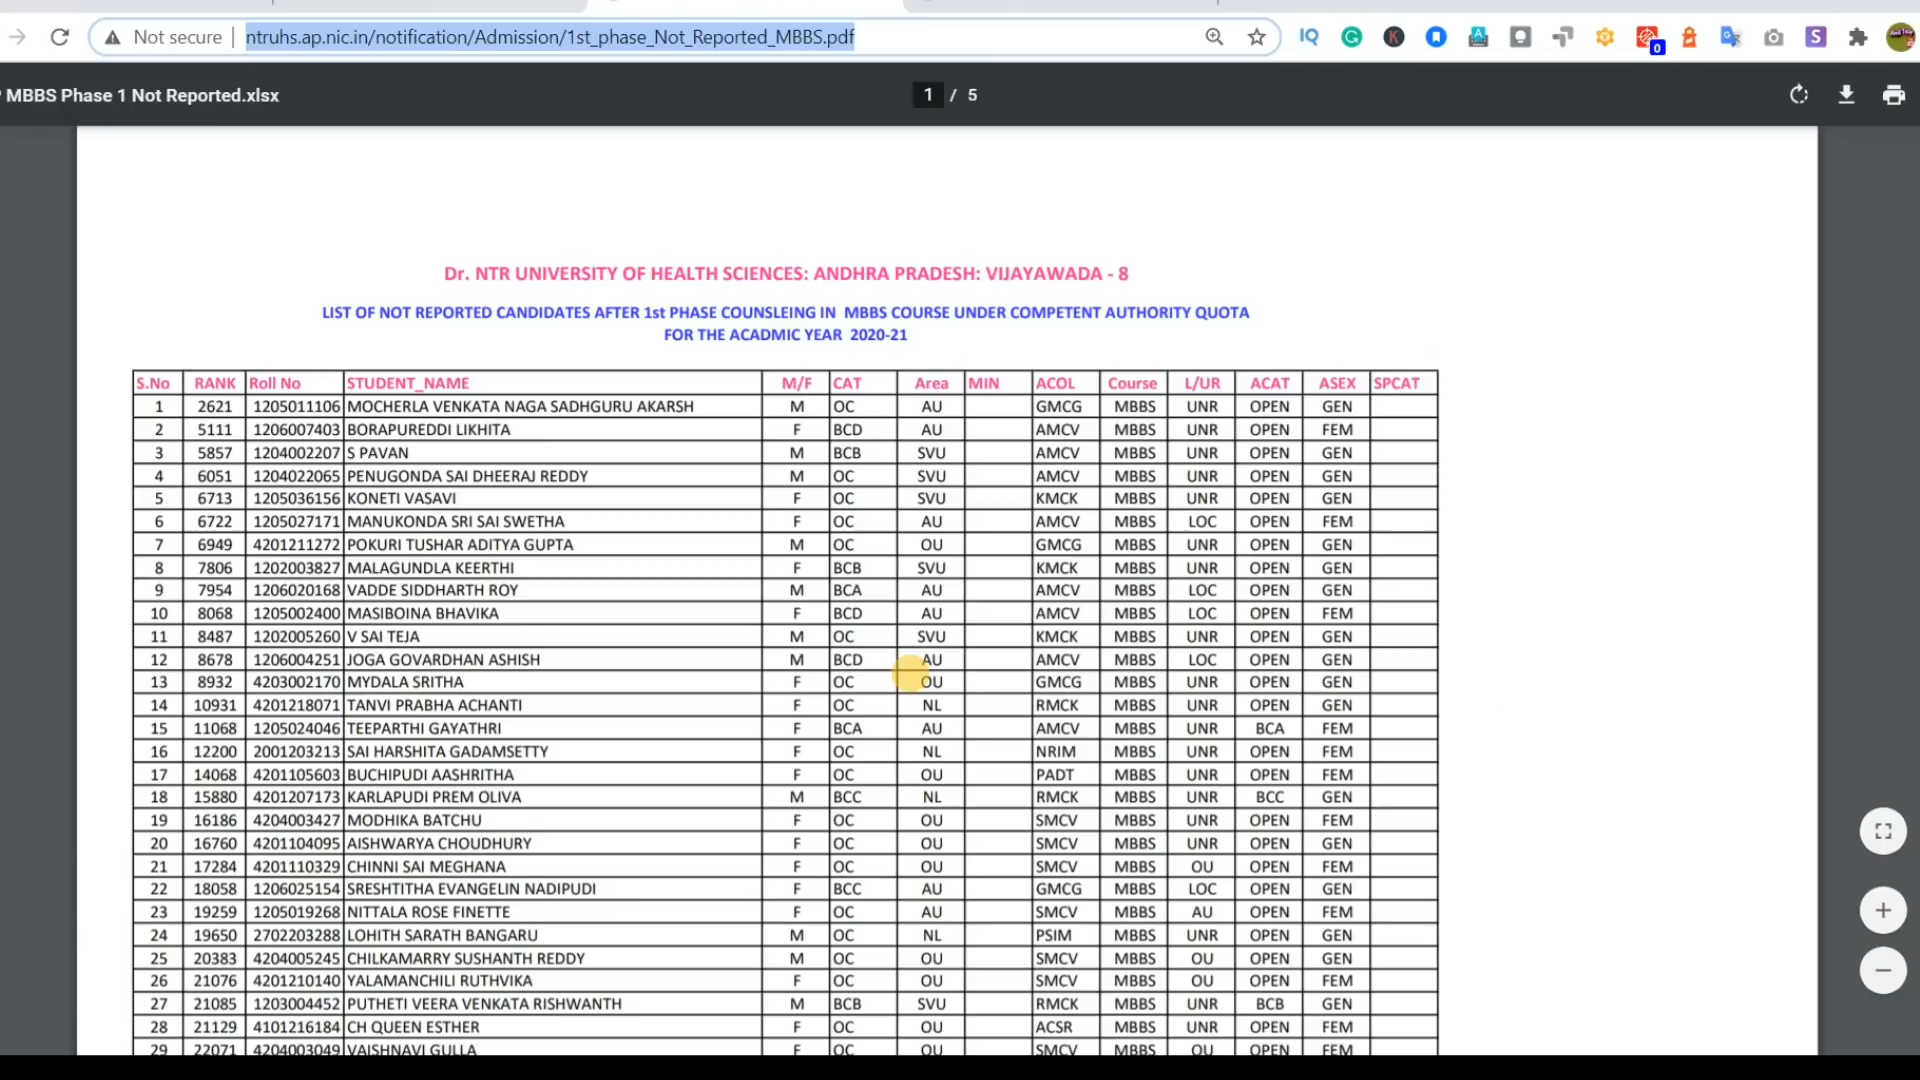 Not secure | ntruhs.ap.nic.in/notification/Admission/1st_phase_Not_Reported_MBBS.pdf
MBBS Phase 1 Not Reported.xlsx
1 / 5
Dr. NTR UNIVERSITY OF HEALTH SCIENCES: ANDHRA PRADESH: VIJAYAWADA - 8
LIST OF NOT REPORTED CANDIDATES AFTER 1st PHASE COUNSLEING IN MBBS COURSE UNDER COMPETENT AUTHORITY QUOTA
FOR THE ACADMIC YEAR 2020-21
S.No RANK Roll No STUDENT_NAME M/F CAT Area MIN ACOL Course L/UR ACAT ASEX SPCAT
1 2621 1205011106 MOCHERLA VENKATA NAGA SADHGURU AKARSH M OC AU GMCG MBBS UNR OPEN GEN
2 5111 1206007403 BORAPUREDDI LIKHITA F BCD AU AMCV MBBS UNR OPEN FEM
3 5857 1204002207 S PAVAN M BCB SVU AMCV MBBS UNR OPEN GEN
4 6051 1204022065 PENUGONDA SAI DHEERAJ REDDY M OC SVU AMCV MBBS UNR OPEN GEN
5 6713 1205036156 KONETI VASAVI F OC SVU KMCK MBBS UNR OPEN GEN
6 6722 1205027171 MANUKONDA SRI SAI SWETHA F OC AU AMCV MBBS LOC OPEN FEM
7 6949 4201211272 POKURI TUSHAR ADITYA GUPTA M OC OU GMCG MBBS UNR OPEN GEN
8 7806 1202003827 MALAGUNDLA KEERTHI F BCB SVU KMCK MBBS UNR OPEN GEN
9 7954 1206020168 VADDE SIDDHARTH ROY M BCA AU AMCV MBBS LOC OPEN GEN
10 8068 1205002400 MASIBOINA BHAVIKA F BCD AU AMCV MBBS LOC OPEN FEM
11 8487 1202005260 V SAI TEJA M OC SVU KMCK MBBS UNR OPEN GEN
12 8678 1206004251 JOGA GOVARDHAN ASHISH M BCD AU AMCV MBBS LOC OPEN GEN
13 8932 4203002170 MYDALA SRITHA F OC OU GMCG MBBS UNR OPEN GEN
14 10931 4201218071 TANVI PRABHA ACHANTI F OC NL RMCK MBBS UNR OPEN GEN
15 11068 1205024046 TEEPARTHI GAYATHRI F BCA AU AMCV MBBS UNR BCA FEM
16 12200 2001203213 SAI HARSHITA GADAMSETTY F OC NL NRIM MBBS UNR OPEN FEM
17 14068 4201105603 BUCHIPUDI AASHRITHA F OC OU PADT MBBS UNR OPEN FEM
18 15880 4201207173 KARLAPUDI PREM OLIVA M BCC NL RMCK MBBS UNR BCC GEN
19 16186 4204003427 MODHIKA BATCHU F OC OU SMCV MBBS UNR OPEN FEM
20 16760 4201104095 AISHWARYA CHOUDHURY F OC OU SMCV MBBS UNR OPEN FEM
21 17284 4201110329 CHINNI SAI MEGHANA F OC OU SMCV MBBS OU OPEN FEM
22 18058 1206025154 SRESHTITHA EVANGELIN NADIPUDI F BCC AU GMCG MBBS LOC OPEN GEN
23 19259 1205019268 NITTALA ROSE FINETTE F OC AU SMCV MBBS AU OPEN FEM
24 19650 2702203288 LOHITH SARATH BANGARU M OC NL PSIM MBBS UNR OPEN GEN
25 20383 4204005245 CHILKAMARRY SUSHANTH REDDY M OC OU SMCV MBBS OU OPEN GEN
26 21076 4201210140 YALAMANCHILI RUTHVIKA F OC OU SMCV MBBS OU OPEN FEM
27 21085 1203004452 PUTHETI VEERA VENKATA RISHWANTH M BCB SVU RMCK MBBS UNR BCB GEN
28 21129 4101216184 CH QUEEN ESTHER F OC OU ACSR MBBS UNR OPEN FEM
29 22071 4204003049 VAISHNAVI GULLA F OC OU SMCV MBBS OU OPEN FEM